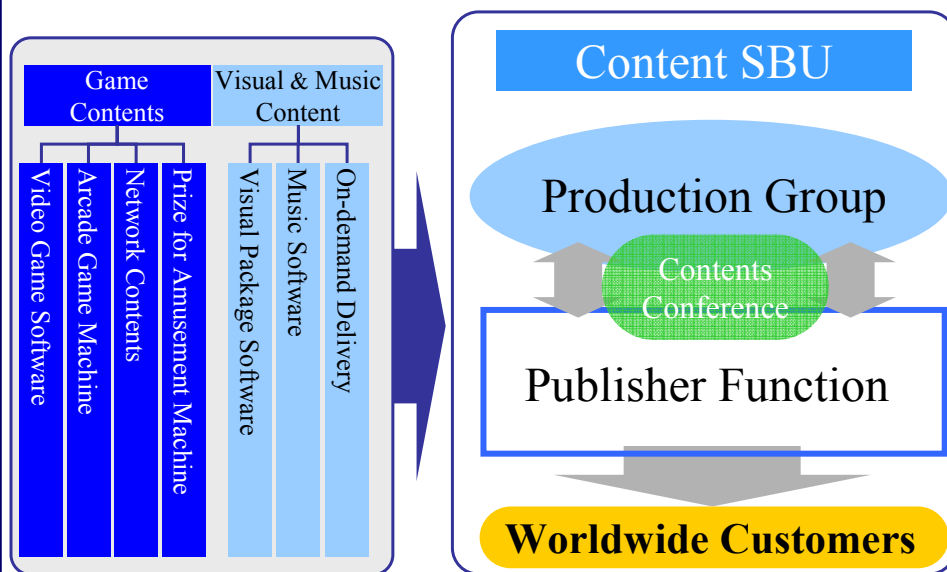 Game
Contents
Visual & Music
Content
Video Game Software
Arcade Game Machine
Network Contents
Prize for Amusement Machine
Visual Package Software
Music Software
On-demand Delivery
Content SBU
Production Group
Contents
Conference
Publisher Function
Worldwide Customers